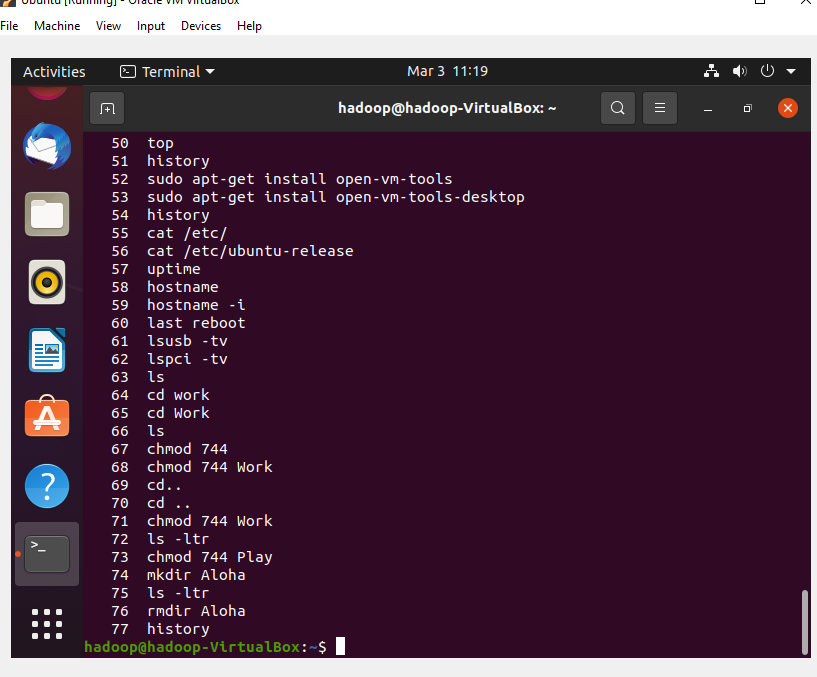 Ubuntu [Running] - Oracle VM VirtualBox
File Machine View Input Devices Help
Activities Terminal Mar 3 11:19
hadoop@hadoop-VirtualBox: ~
50 top
51 history
52 sudo apt-get install open-vm-tools
53 sudo apt-get install open-vm-tools-desktop
54 history
55 cat /etc/
56 cat /etc/ubuntu-release
57 uptime
58 hostname
59 hostname -i
60 last reboot
61 lsusb -tv
62 lspci -tv
63 ls
64 cd work
65 cd Work
66 ls
67 chmod 744
68 chmod 744 Work
69 cd..
70 cd ..
71 chmod 744 Work
72 ls -ltr
73 chmod 744 Play
74 mkdir Aloha
75 ls -ltr
76 rmdir Aloha
77 history
hadoop@hadoop-VirtualBox:~$